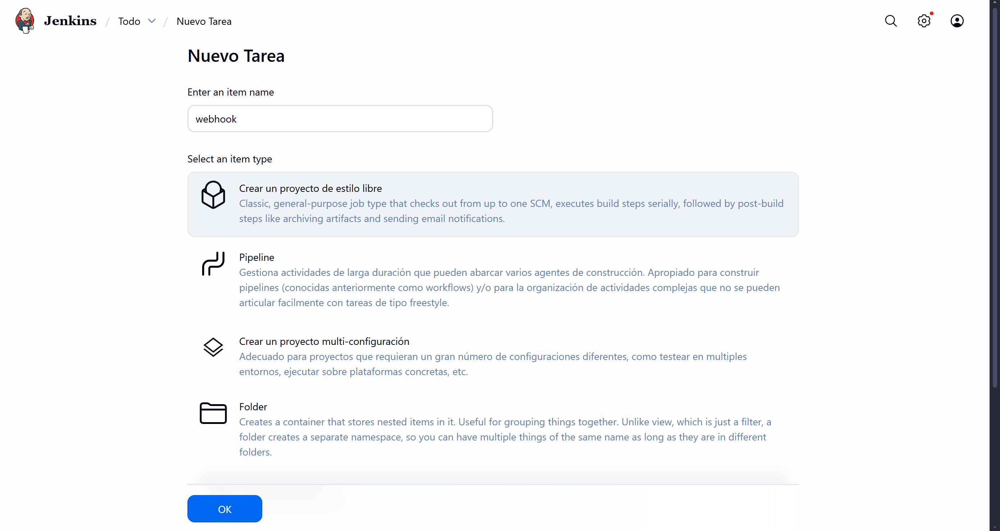 Jenkins / Todo / Nuevo Tarea
Nuevo Tarea
Enter an item name
webhook
Select an item type
Crear un proyecto de estilo libre
Classic, general-purpose job type that checks out from up to one SCM, executes build steps serially, followed by post-build
steps like archiving artifacts and sending email notifications.
Pipeline
Gestiona actividades de larga duración que pueden abarcar varios agentes de construcción. Apropiado para construir
pipelines (conocidas anteriormente como workflows) y/o para la organización de actividades complejas que no se pueden
articular facilmente con tareas de tipo freestyle.
Crear un proyecto multi-configuración
Adecuado para proyectos que requieran un gran número de configuraciones diferentes, como testear en multiples
entornos, ejecutar sobre plataformas concretas, etc.
Folder
Creates a container that stores nested items in it. Useful for grouping things together. Unlike view, which is just a filter, a
folder creates a separate namespace, so you can have multiple things of the same name as long as they are in different
folders.
OK